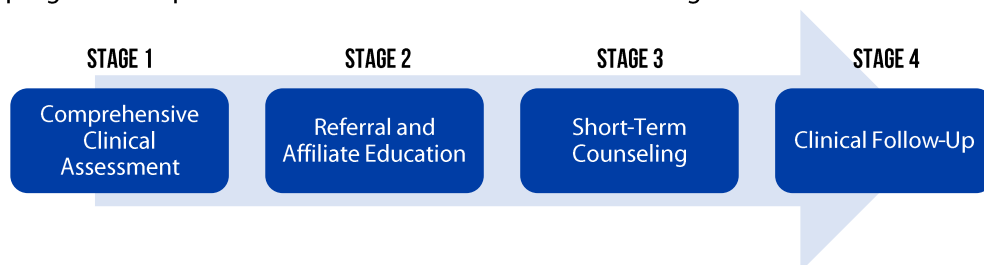 STAGE 1
STAGE 2
STAGE 3
STAGE 4
Comprehensive
Clinical
Assessment
Referral and
Affiliate Education
Short-Term
Counseling
Clinical Follow-Up